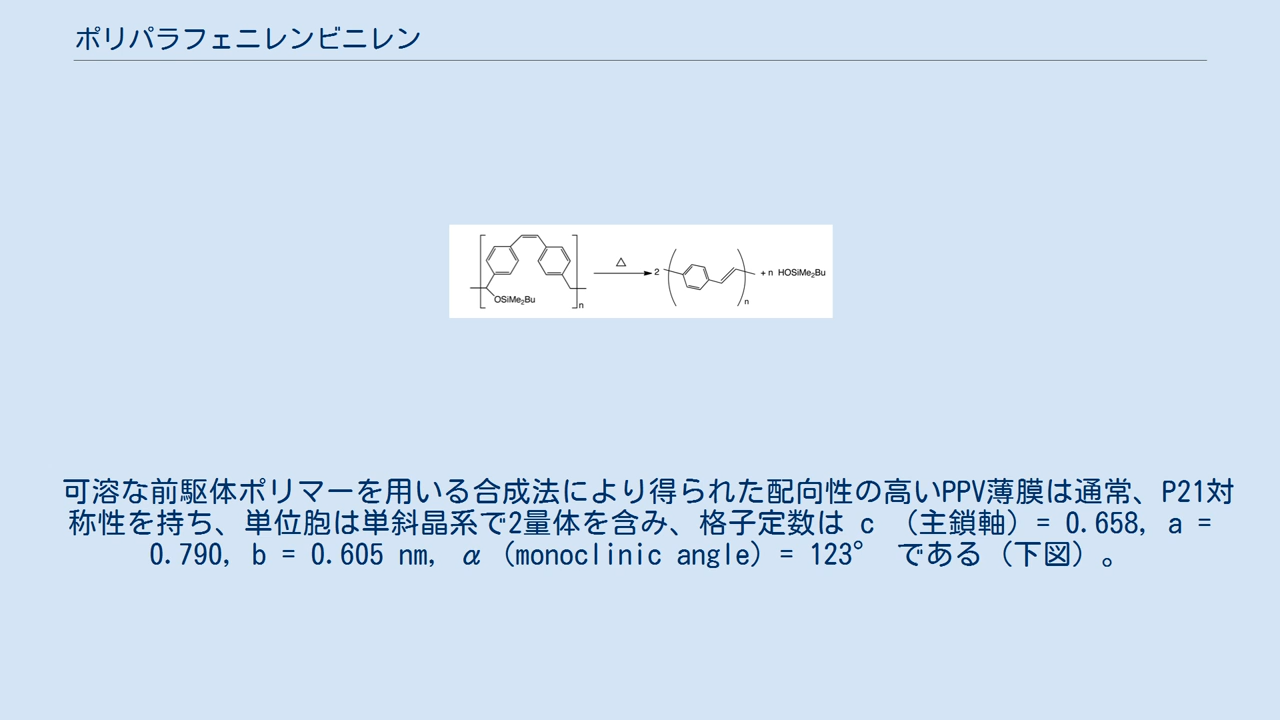 ポリパラフェニレンビニレン
OSiMe2Bu
n
△
2
n
+ n HOSiMe2Bu
可溶な前駆体ポリマーを用いる合成法により得られた配向性の高いPPV薄膜は通常、P21対
称性を持ち、単位胞は単斜晶系で2量体を含み、格子定数は c （主鎖軸）= 0.658, a =
0.790, b = 0.605 nm, α（monoclinic angle）= 123° である（下図）。